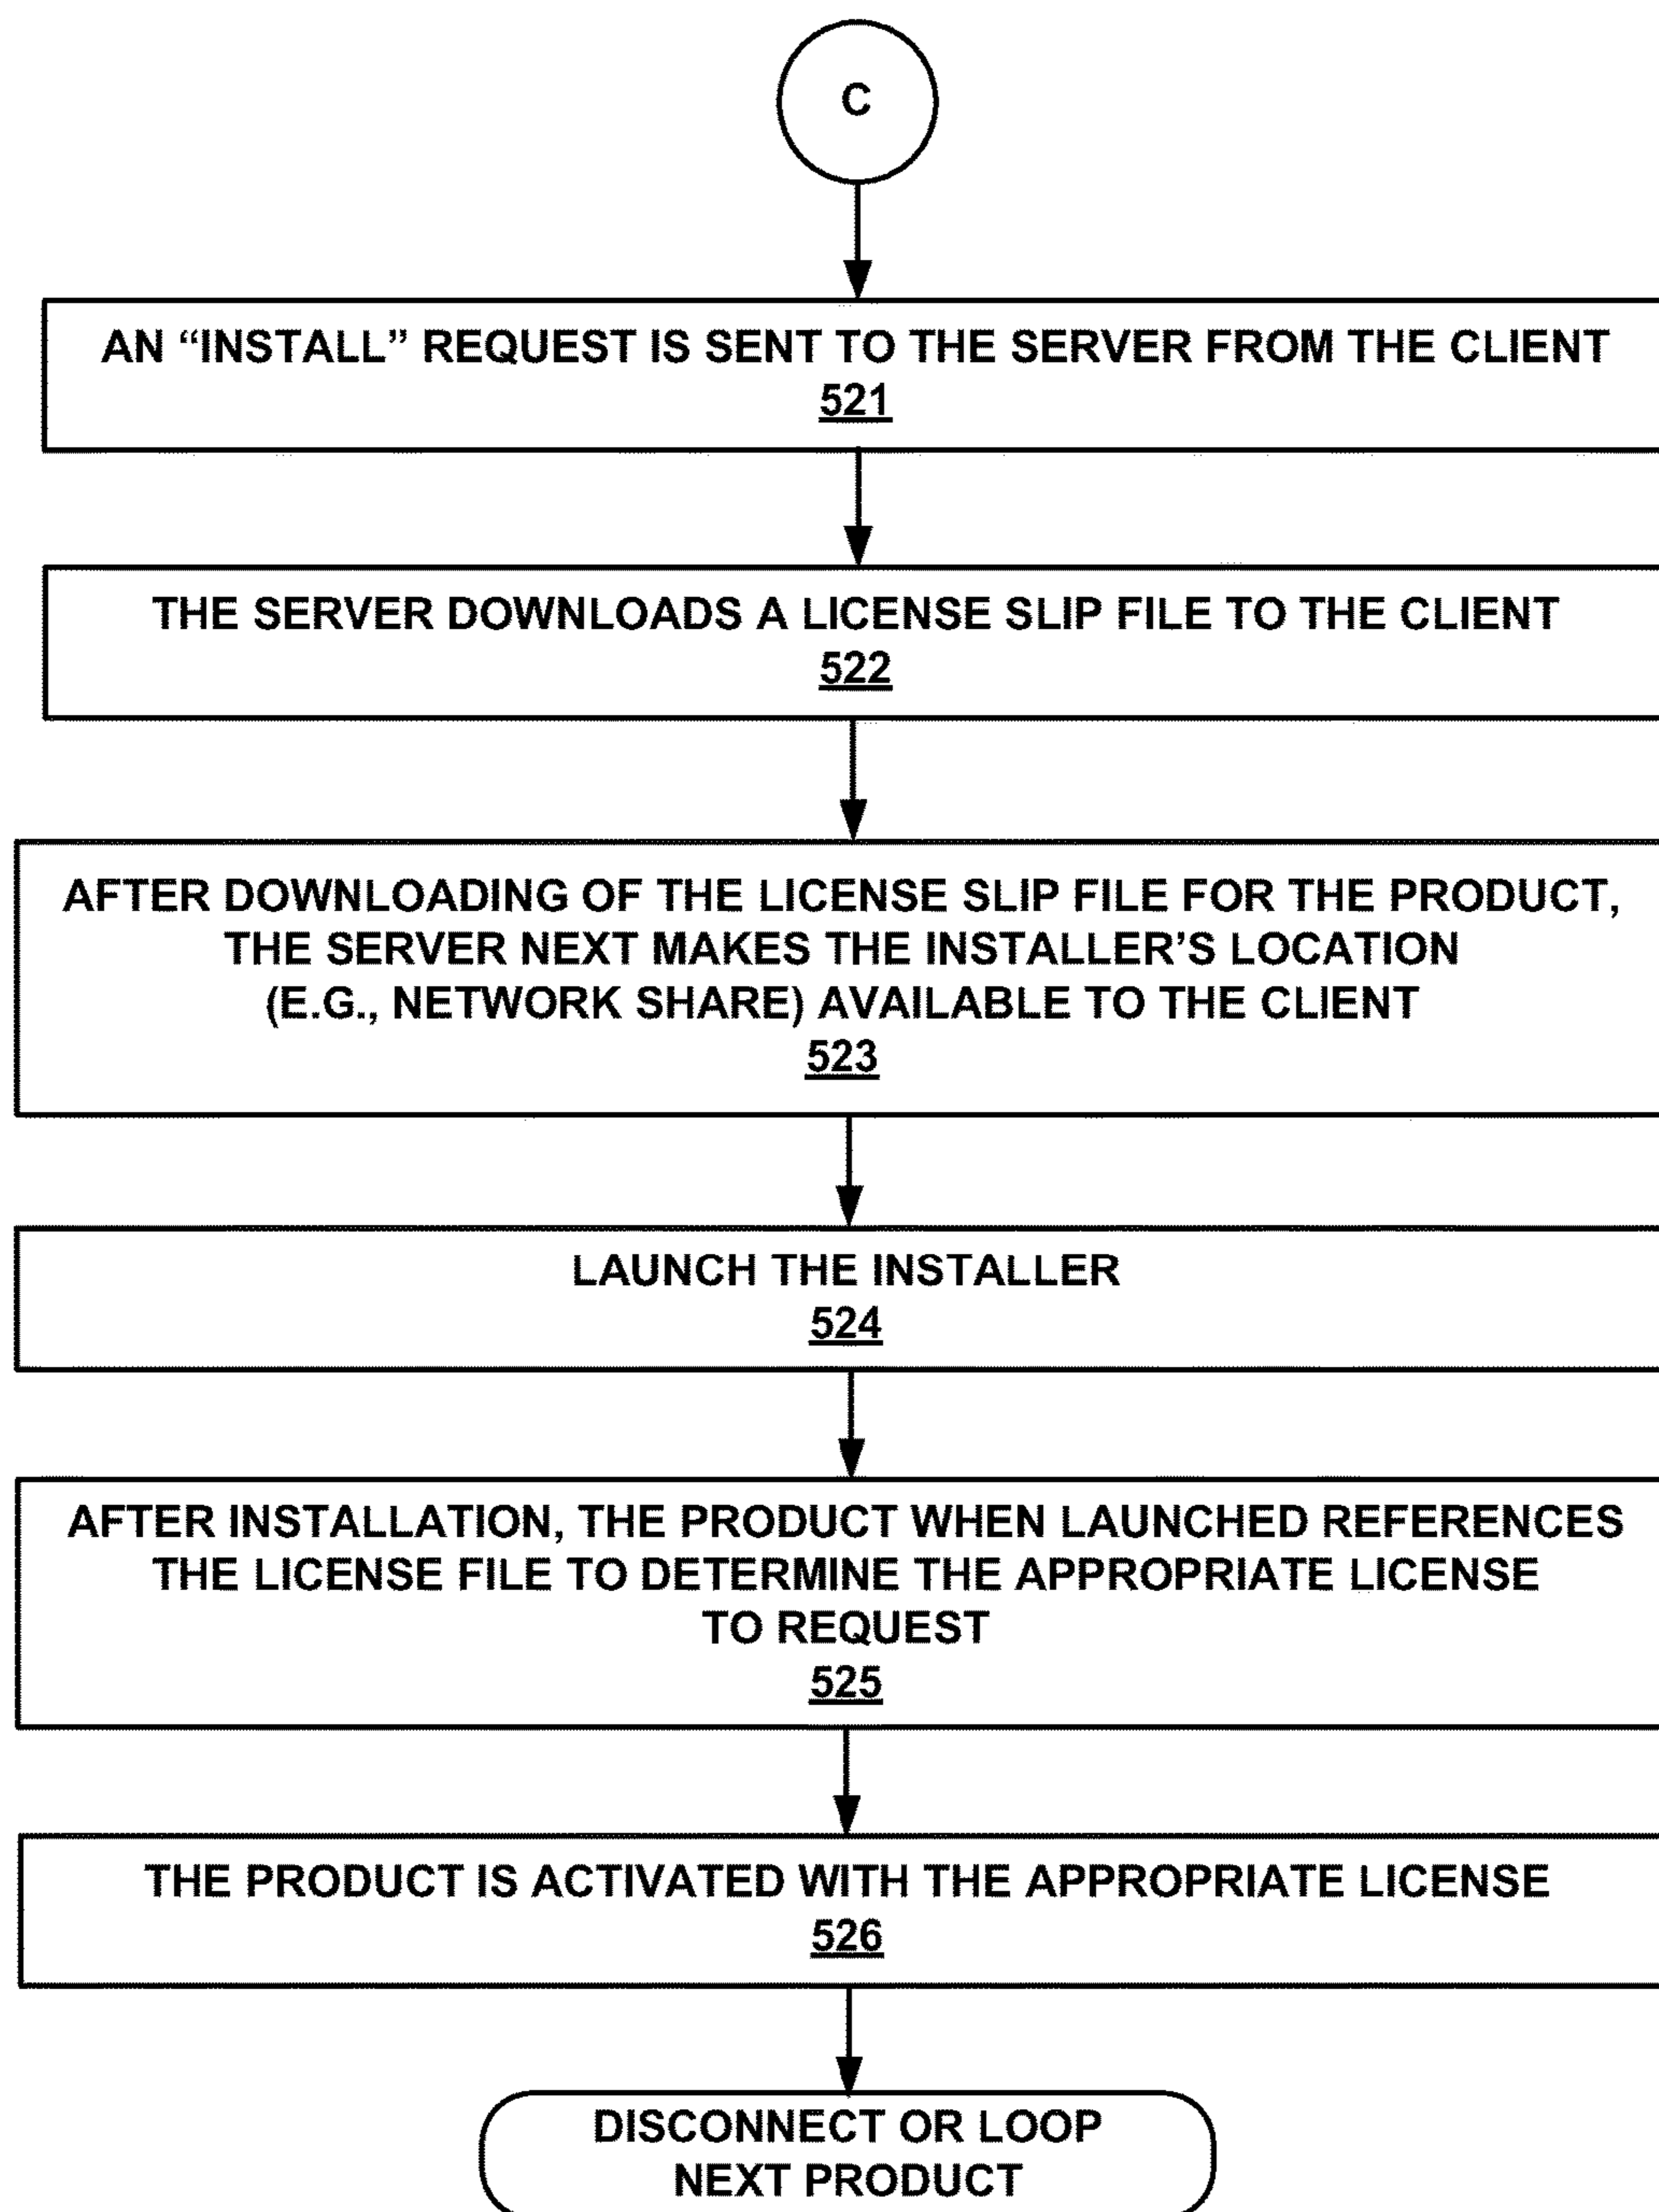 C
AN “INSTALL” REQUEST IS SENT TO THE SERVER FROM THE CLIENT
521
THE SERVER DOWNLOADS A LICENSE SLIP FILE TO THE CLIENT
522
AFTER DOWNLOADING OF THE LICENSE SLIP FILE FOR THE PRODUCT,
THE SERVER NEXT MAKES THE INSTALLER’S LOCATION
(E.G., NETWORK SHARE) AVAILABLE TO THE CLIENT
523
LAUNCH THE INSTALLER
524
AFTER INSTALLATION, THE PRODUCT WHEN LAUNCHED REFERENCES
THE LICENSE FILE TO DETERMINE THE APPROPRIATE LICENSE
TO REQUEST
525
THE PRODUCT IS ACTIVATED WITH THE APPROPRIATE LICENSE
526
DISCONNECT OR LOOP
NEXT PRODUCT